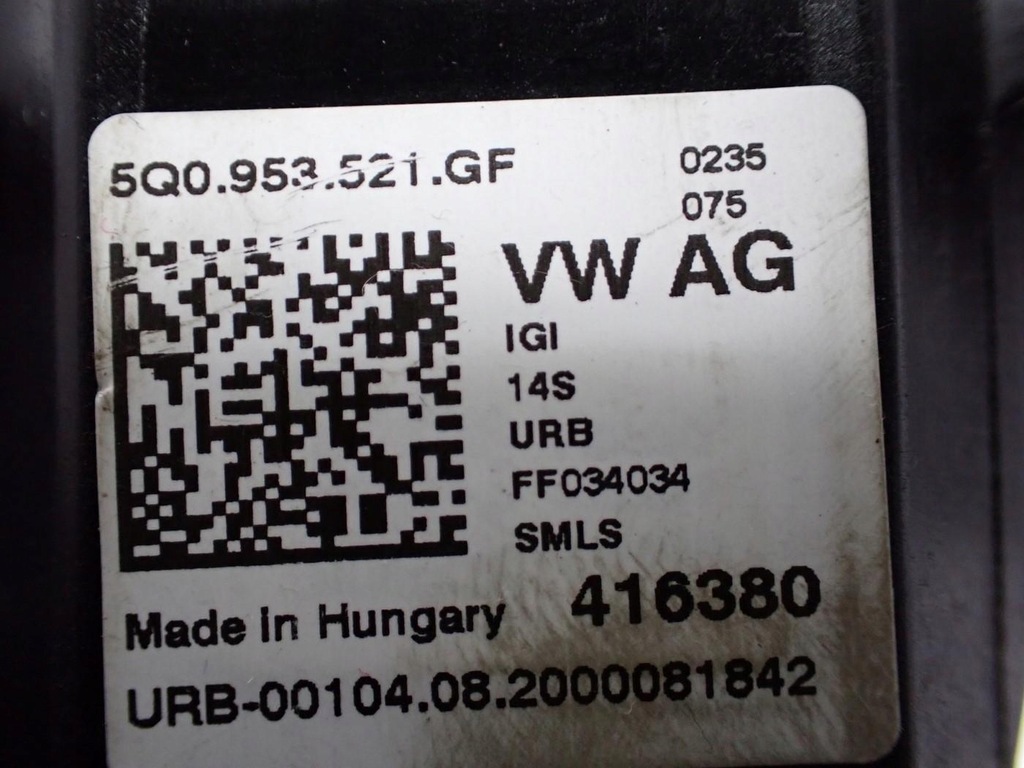 5Q0.953.521.GF
0235
075
VW AG
IGI
14S
URB
FF034034
SMLS
416380
Made in Hungary
URB-00104.08.2000081842